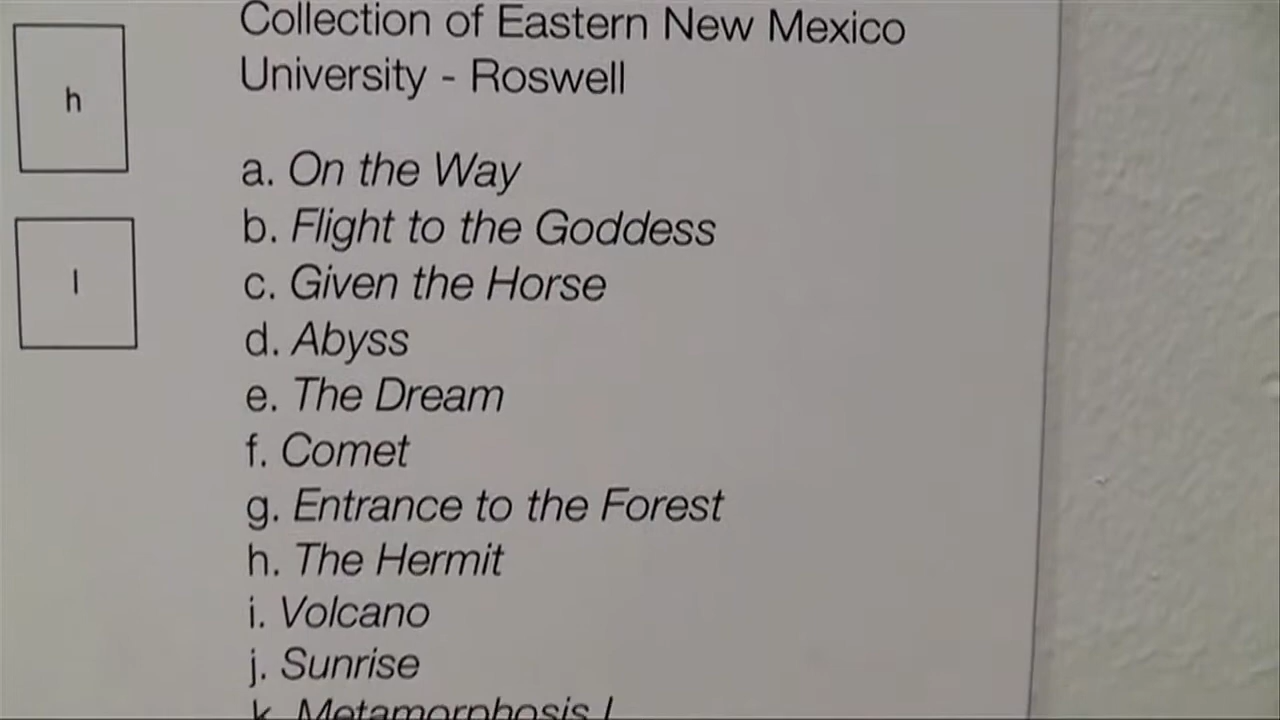 Collection of Eastern New Mexico
University - Roswell
h
a. On the Way
b. Flight to the Goddess
l
c. Given the Horse
d. Abyss
e. The Dream
f. Comet
g. Entrance to the Forest
h. The Hermit
i. Volcano
j. Sunrise
k. Metamorphosis I